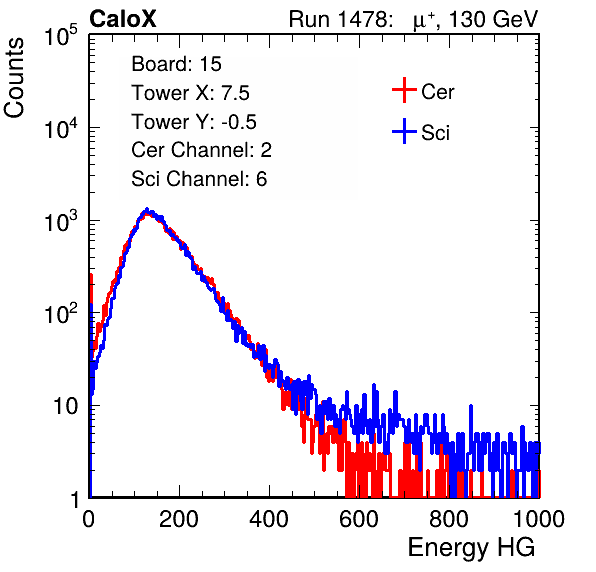 CaloX Run 1478: μ⁺, 130 GeV
Counts
Board: 15
Tower X: 7.5
Tower Y: -0.5
Cer Channel: 2
Sci Channel: 6
Cer
Sci
10⁵
10⁴
10³
10²
10
1
0 200 400 600 800 1000
Energy HG